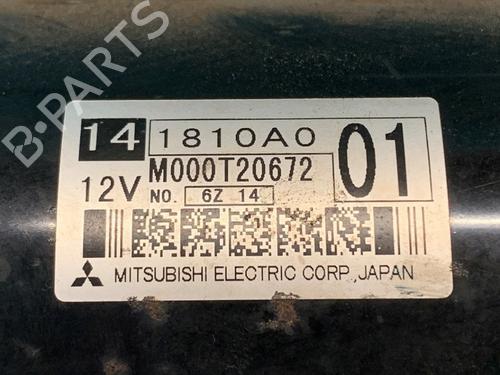 B-PARTS
14 1810A0 01
12V M000T20672
NO. 6Z 14
MITSUBISHI ELECTRIC CORP., JAPAN